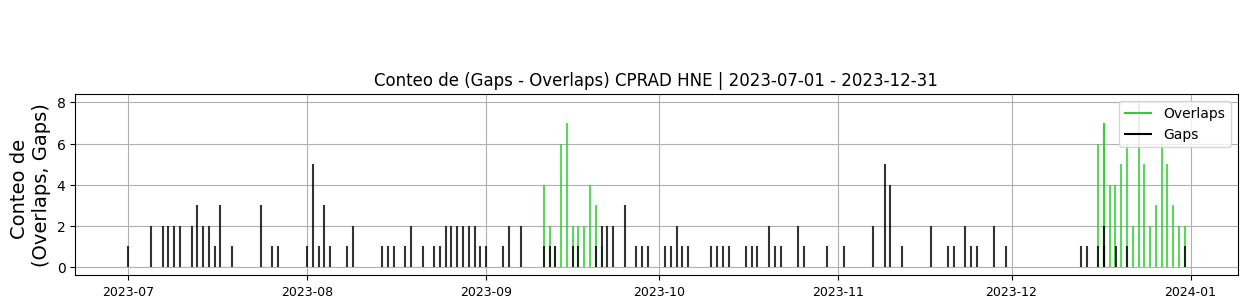 Conteo de (Gaps - Overlaps) CPRAD HNE | 2023-07-01 - 2023-12-31
Conteo de
(Overlaps, Gaps)
8
6
4
2
0
Overlaps
Gaps
2023-07
2023-08
2023-09
2023-10
2023-11
2023-12
2024-01